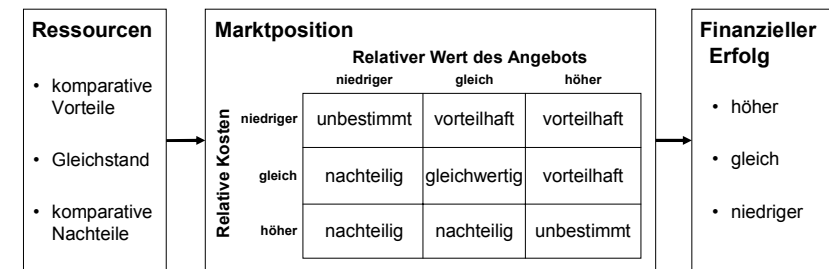 Ressourcen
• komparative
Vorteile
• Gleichstand
• komparative
Nachteile
Marktposition
Relativer Wert des Angebots
niedriger gleich höher
Relative Kosten
niedriger unbestimmt vorteilhaft vorteilhaft
gleich nachteilig gleichwertig vorteilhaft
höher nachteilig nachteilig unbestimmt
Finanzieller
Erfolg
• höher
• gleich
• niedriger